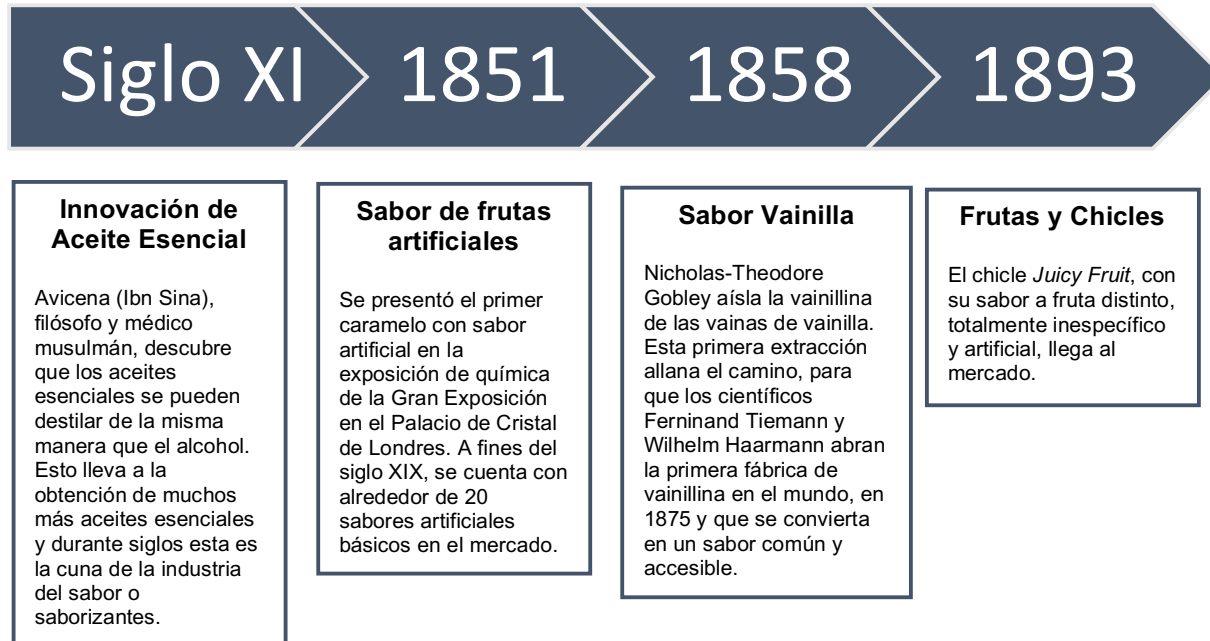 Siglo XI
1851
1858
1893
Innovación de
Aceite Esencial
Avicena (Ibn Sina),
filósofo y médico
musulmán, descubre
que los aceites
esenciales se pueden
destilar de la misma
manera que el alcohol.
Esto lleva a la
obtención de muchos
más aceites esenciales
y durante siglos esta es
la cuna de la industria
del sabor o
saborizantes.
Sabor de frutas
artificiales
Se presentó el primer
caramelo con sabor
artificial en la
exposición de química
de la Gran Exposición
en el Palacio de Cristal
de Londres. A fines del
siglo XIX, se cuenta con
alrededor de 20
sabores artificiales
básicos en el mercado.
Sabor Vainilla
Nicholas-Theodore
Gobley aísla la vainillina
de las vainas de vainilla.
Esta primera extracción
allana el camino, para
que los científicos
Ferninand Tiemann y
Wilhelm Haarmann abran
la primera fábrica de
vainillina en el mundo, en
1875 y que se convierta
en un sabor común y
accesible.
Frutas y Chicles
El chicle Juicy Fruit, con
su sabor a fruta distinto,
totalmente inespecífico
y artificial, llega al
mercado.